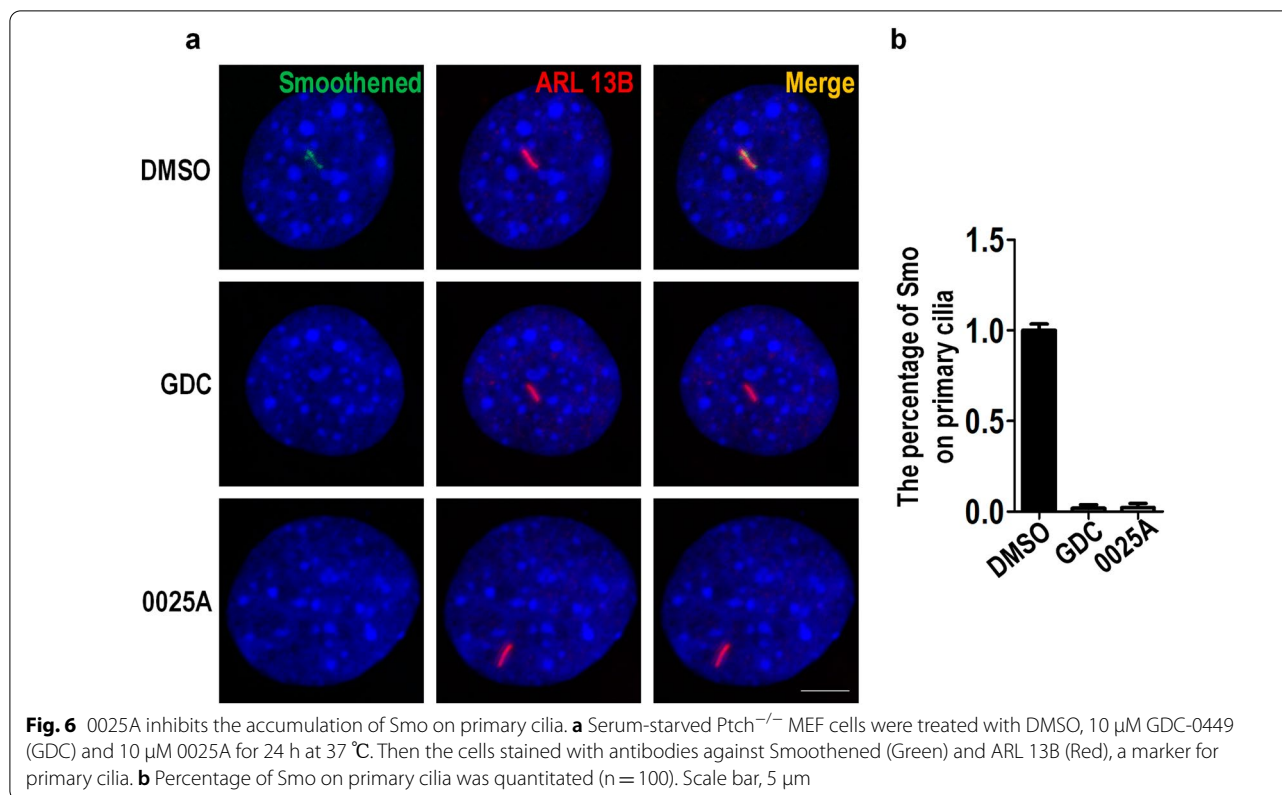 a
Smoothened ARL 13B Merge
DMSO
GDC
0025A
b
The percentage of Smo
on primary cilia
1.5
1.0
0.5
0.0
DMSO GDC 0025A
Fig. 6 0025A inhibits the accumulation of Smo on primary cilia. a Serum-starved Ptch−/− MEF cells were treated with DMSO, 10 μM GDC-0449
(GDC) and 10 μM 0025A for 24 h at 37 ℃. Then the cells stained with antibodies against Smoothened (Green) and ARL 13B (Red), a marker for
primary cilia. b Percentage of Smo on primary cilia was quantitated (n = 100). Scale bar, 5 μm